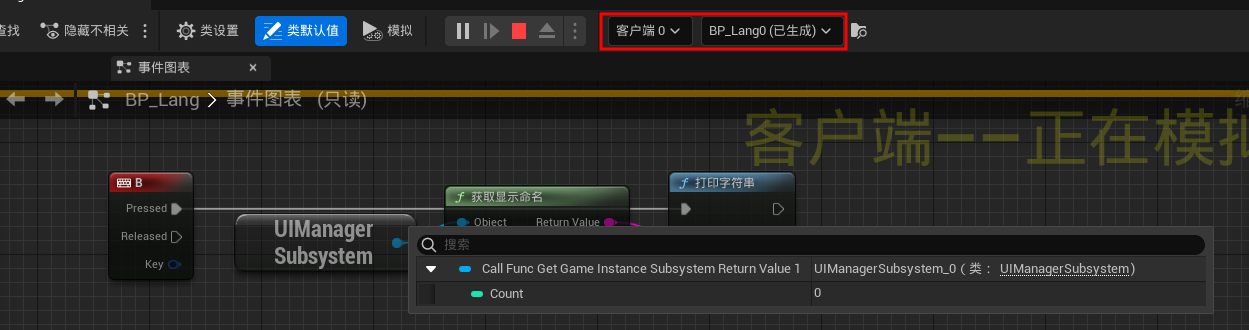 查找 隐藏不相关 类设置 类默认值 模拟 客户端 0 BP_Lang0 (已生成)
事件图表
BP_Lang > 事件图表 (只读)
客户端——正在模拟
B
Pressed
Released
Key
UIManager
Subsystem
获取显示命名
Object Return Value
打印字符串
搜索
Call Func Get Game Instance Subsystem Return Value 1 UIManagerSubsystem_0（类： UIManagerSubsystem）
Count 0